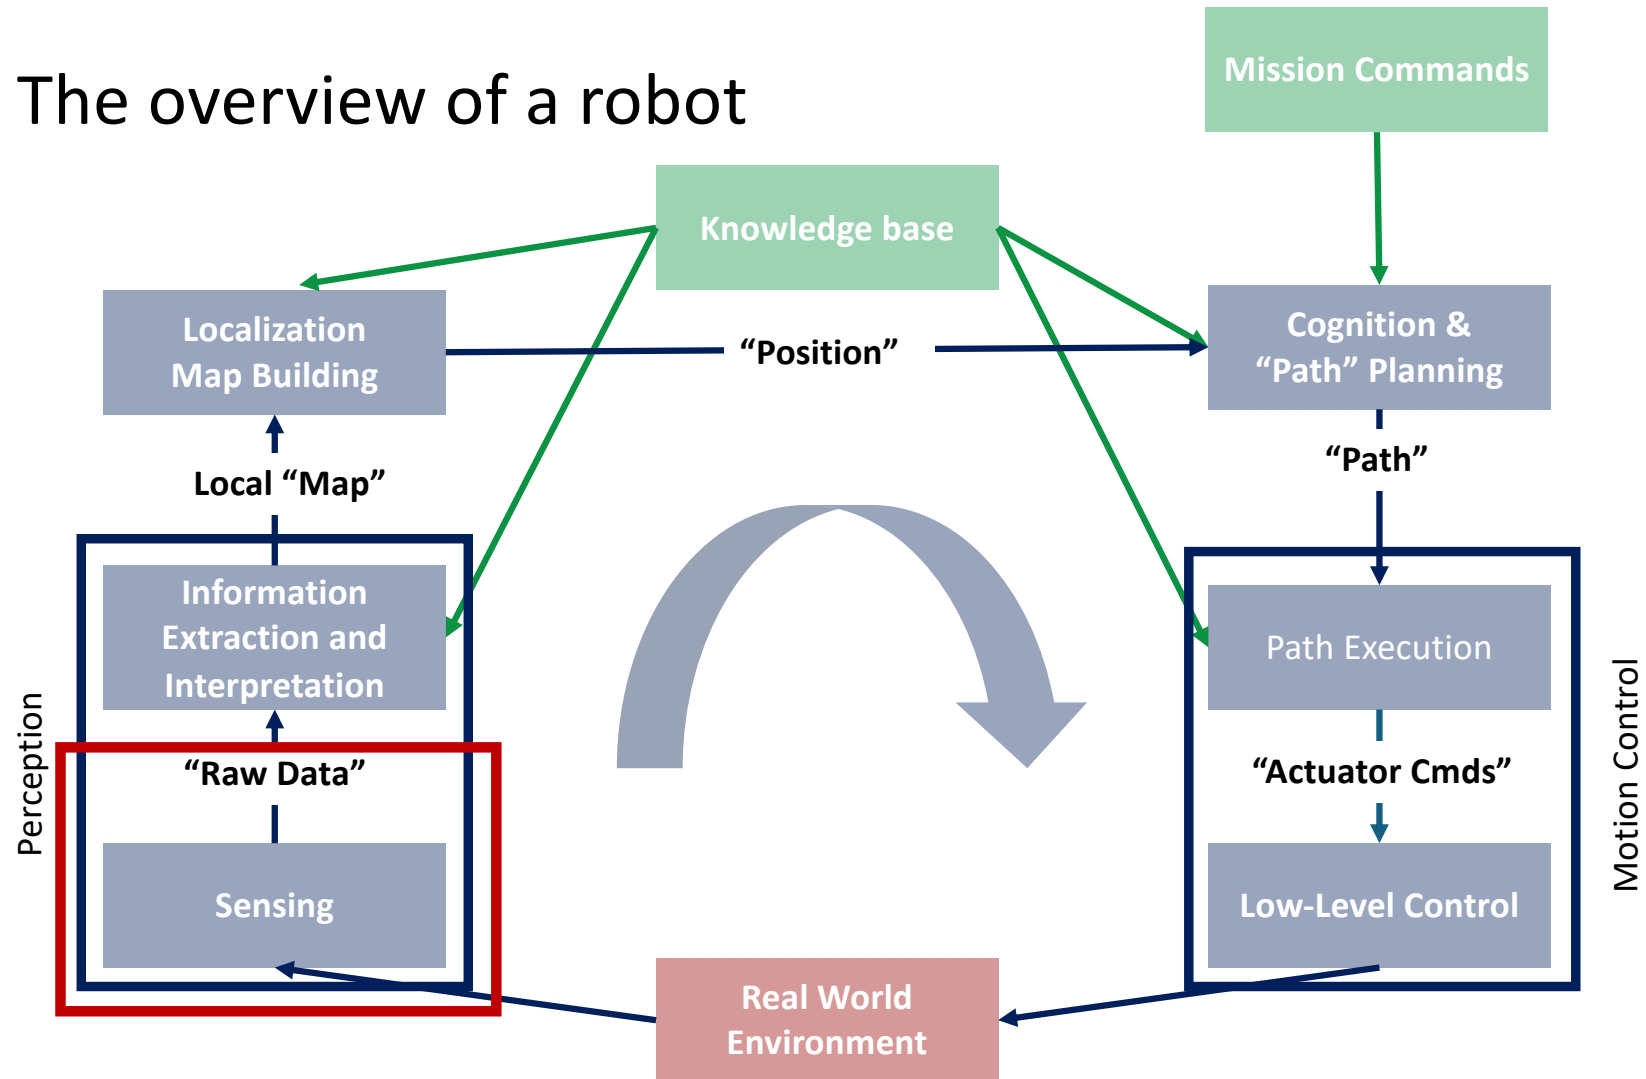 The overview of a robot
Mission Commands
Knowledge base
Localization
Map Building
“Position”
Cognition &
“Path” Planning
Local “Map”
“Path”
Information
Extraction and
Interpretation
Path Execution
Perception
“Raw Data”
“Actuator Cmds”
Motion Control
Sensing
Low-Level Control
Real World
Environment